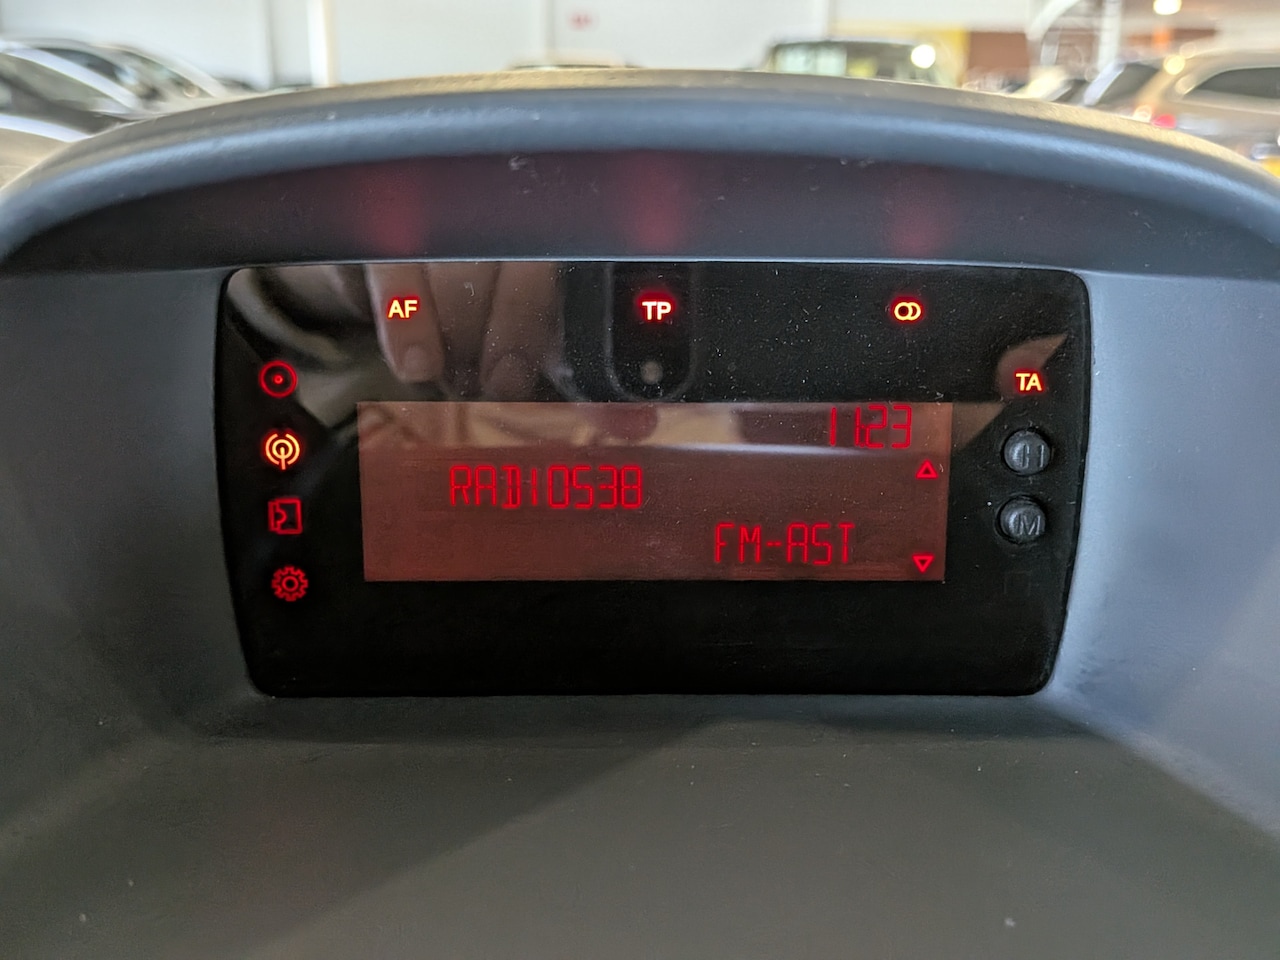 AF TP
TA
11:23
RADIO538
FM-AST
M